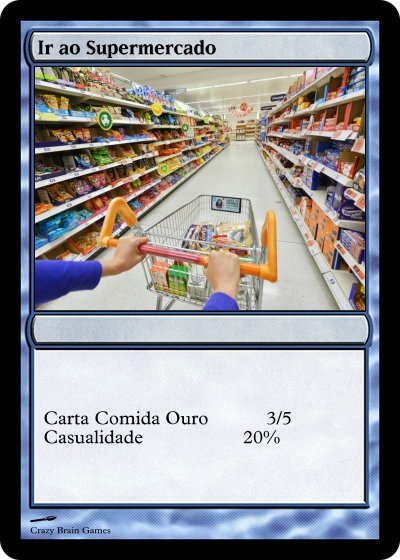 Ir ao Supermercado
Carta Comida Ouro 3/5
Casualidade 20%
Crazy Brain Games